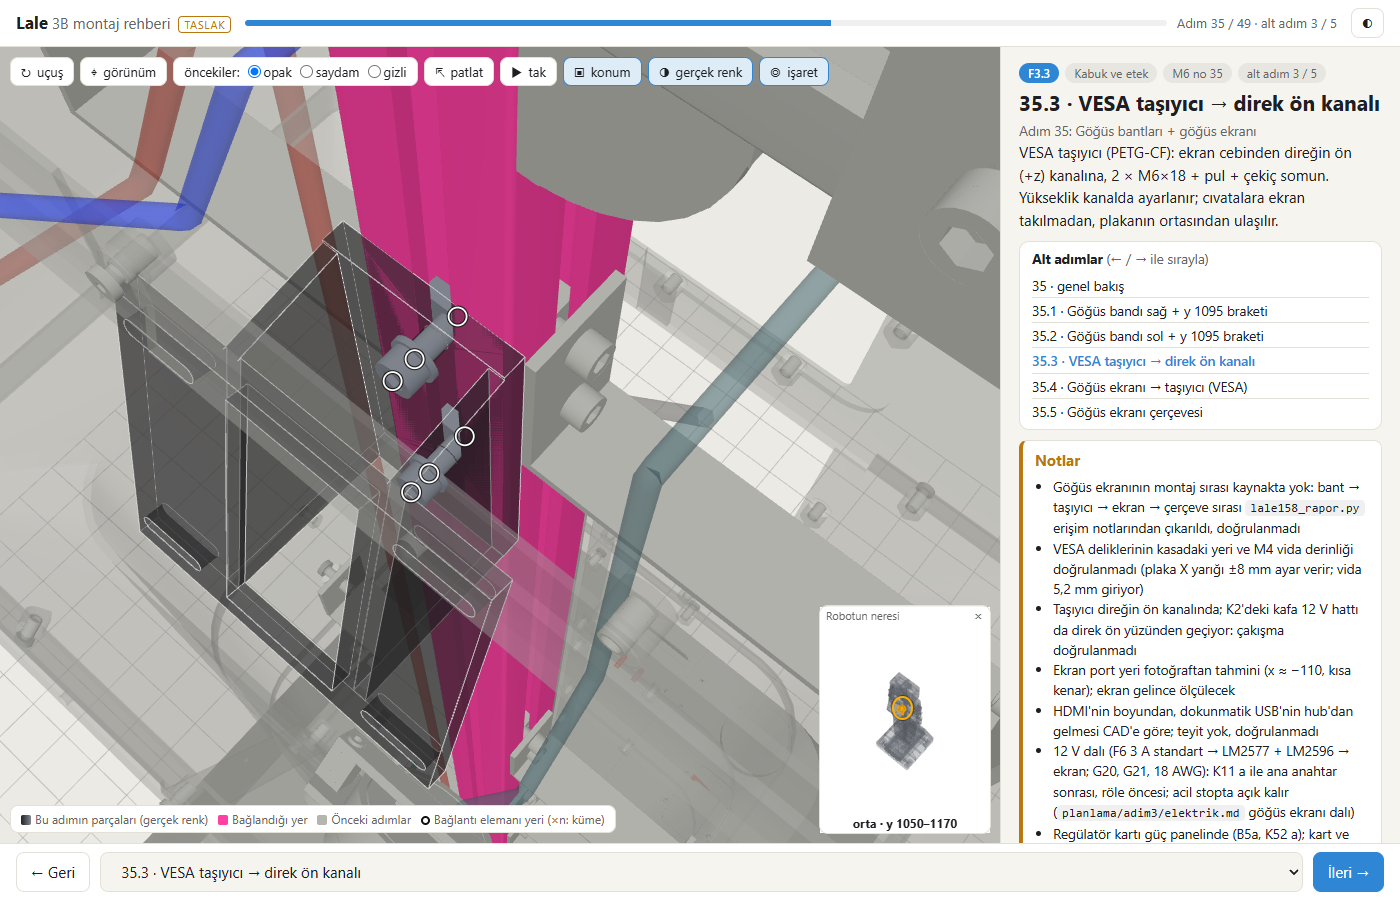 Lale 3B montaj rehberi TASLAK
Adım 35 / 49 · alt adım 3 / 5
↻ uçuş
⌖ görünüm
öncekiler: opak saydam gizli
⇱ patlat
▶ tak
▣ konum
◑ gerçek renk
◎ işaret
F3.3 Kabuk ve etek M6 no 35 alt adım 3 / 5
35.3 · VESA taşıyıcı → direk ön kanalı
Adım 35: Göğüs bantları + göğüs ekranı
VESA taşıyıcı (PETG-CF): ekran cebinden direğin ön
(+z) kanalına, 2 × M6×18 + pul + çekiç somun.
Yükseklik kanalda ayarlanır; cıvatalara ekran
takılmadan, plakanın ortasından ulaşılır.
Alt adımlar (← / → ile sırayla)
35 · genel bakış
35.1 · Göğüs bandı sağ + y 1095 braketi
35.2 · Göğüs bandı sol + y 1095 braketi
35.3 · VESA taşıyıcı → direk ön kanalı
35.4 · Göğüs ekranı → taşıyıcı (VESA)
35.5 · Göğüs ekranı çerçevesi
Notlar
• Göğüs ekranının montaj sırası kaynakta yok: bant →
taşıyıcı → ekran → çerçeve sırası lale158_rapor.py
erişim notlarından çıkarıldı, doğrulanmadı
• VESA deliklerinin kasadaki yeri ve M4 vida derinliği
doğrulanmadı (plaka X yarığı ±8 mm ayar verir; vida
5,2 mm giriyor)
• Taşıyıcı direğin ön kanalında; K2'deki kafa 12 V hattı
da direk ön yüzünden geçiyor: çakışma
doğrulanmadı
• Ekran port yeri fotoğraftan tahmini (x ≈ −110, kısa
kenar); ekran gelince ölçülecek
• HDMI'nin boyundan, dokunmatik USB'nin hub'dan
gelmesi CAD'e göre; teyit yok, doğrulanmadı
• 12 V dalı (F6 3 A standart → LM2577 + LM2596 →
ekran; G20, G21, 18 AWG): K11 a ile ana anahtar
sonrası, röle öncesi; acil stopta açık kalır
(planlama/adim3/elektrik.md göğüs ekranı dalı)
• Regülatör kartı güç panelinde (B5a, K52 a); kart ve
Robotun neresi ×
orta · y 1050–1170
Bu adımın parçaları (gerçek renk) Bağlandığı yer Önceki adımlar Bağlantı elemanı yeri (×n: küme)
← Geri
35.3 · VESA taşıyıcı → direk ön kanalı
İleri →